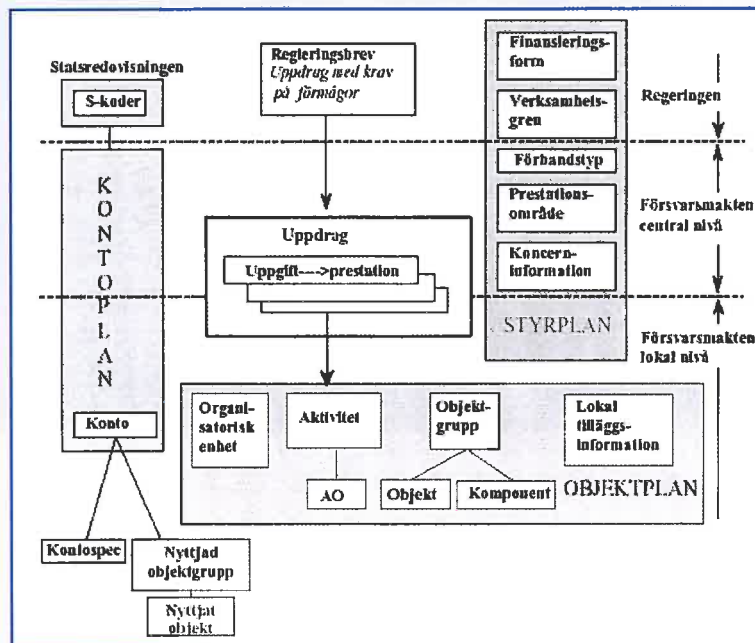 Statsredovisningen
S-koder
KONTOPLAN
Konto
Kontospec
Nyttjad
objektgrupp
Nyttjat
objekt
Regleringsbrev
Uppdrag med krav
på förmågor
Uppdrag
Uppgift---->prestation
Finansierings-
form
Verksamhets-
gren
Förbandstyp
Prestations-
område
Koncern-
information
STYRPLAN
Regeringen
Försvarsmakten
central nivå
Försvarsmakten
lokal nivå
Organi-
satorisk
enhet
Aktivitet
AO
Objekt-
grupp
Objekt
Komponent
Lokal
tilläggs-
information
OBJEKTPLAN